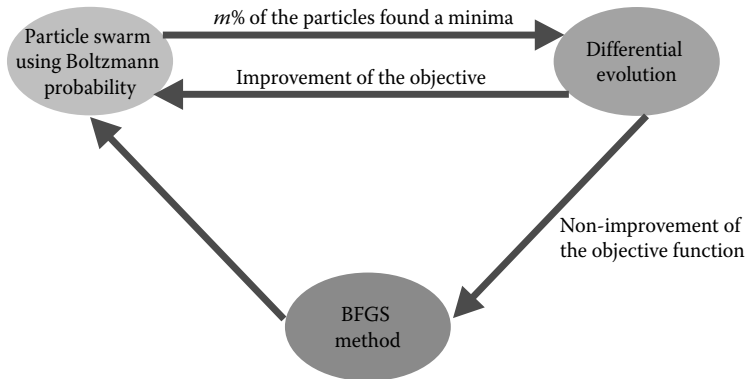 Particle swarm
using Boltzmann
probability
m% of the particles found a minima
Improvement of the objective
Differential
evolution
Non-improvement of
the objective function
BFGS
method